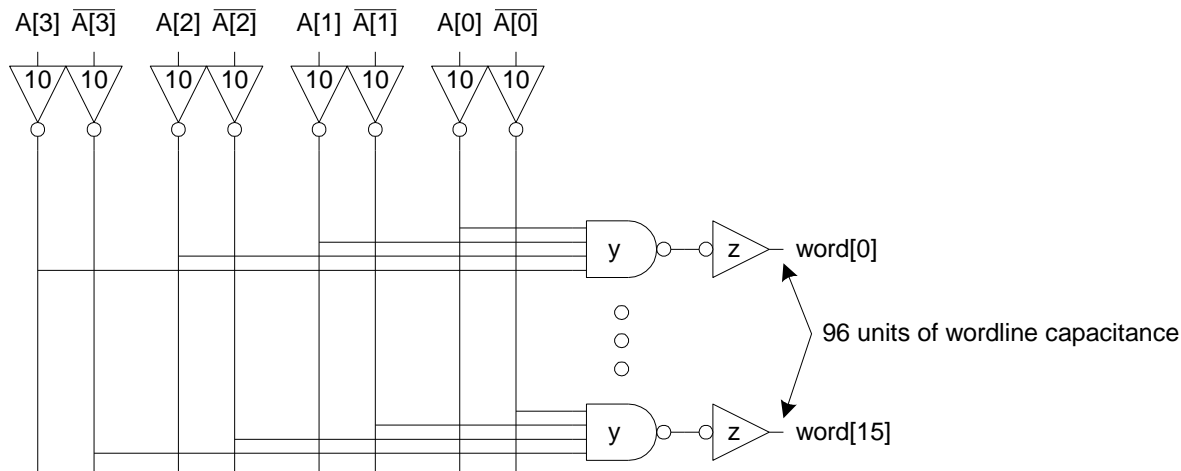 A[3] A̅[̅3̅]̅ A[2] A̅[̅2̅]̅ A[1] A̅[̅1̅]̅ A[0] A̅[̅0̅]̅
10 10 10 10 10 10 10 10
y z word[0]
96 units of wordline capacitance
y z word[15]